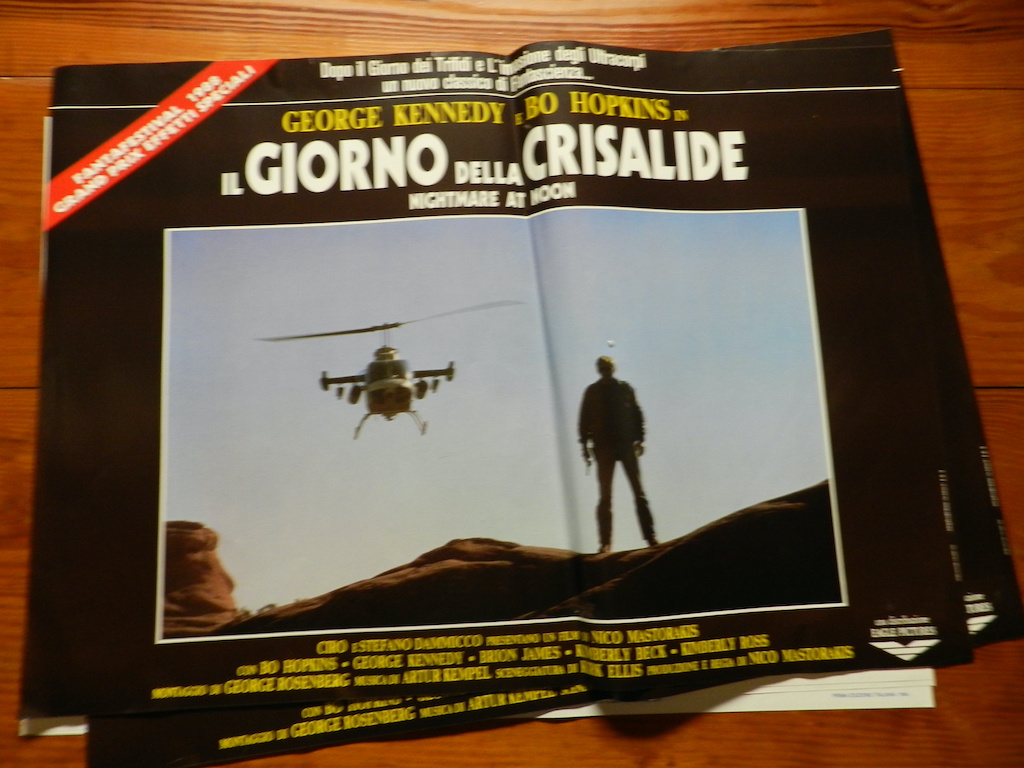 FANTAFESTIVAL 1988
GRAND PRIX EFFETTI SPECIALI
Dopo il Giorno dei Trifidi e L'invasione degli Ultracorpi
un nuovo classico di Fantascienza...
GEORGE KENNEDY E BO HOPKINS IN
IL GIORNO DELLA CRISALIDE
NIGHTMARE AT NOON
CIRO E STEFANO DAMMICCO PRESENTANO UN FILM DI NICO MASTORAKIS
CON BO HOPKINS - GEORGE KENNEDY - BRION JAMES - KIMBERLY BECK - KIMBERLY ROSS
MONTAGGIO DI GEORGE ROSENBERG MUSICA DI ARTUR KEMPEL SCENEGGIATURA DI KIRK ELLIS PRODUZIONE E REGIA DI NICO MASTORAKIS
CON BO HOPKINS
MONTAGGIO DI GEORGE ROSENBERG MUSICA DI ARTUR KEMPEL